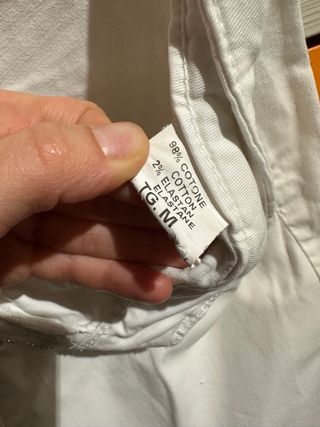 98% COTONE
COTTON
2% ELASTAN
ELASTANE
TG. M